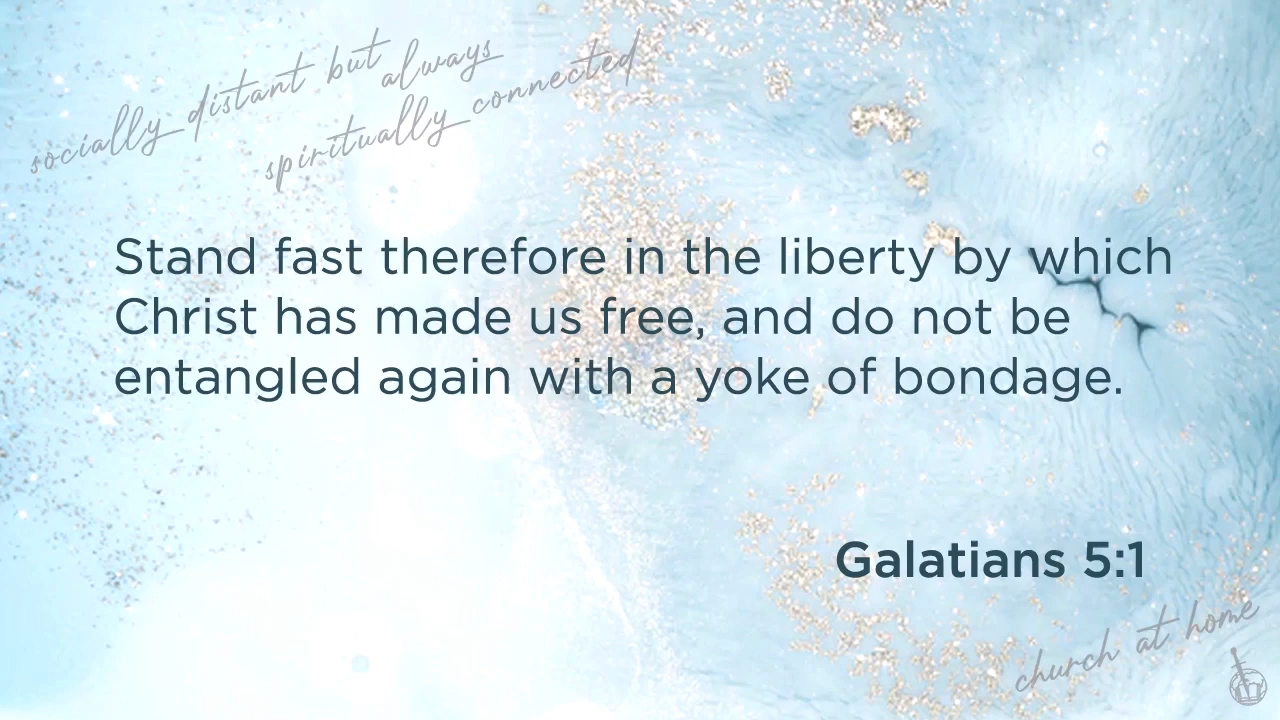 socially distant but always
spiritually connected
Stand fast therefore in the liberty by which
Christ has made us free, and do not be
entangled again with a yoke of bondage.
Galatians 5:1
church at home